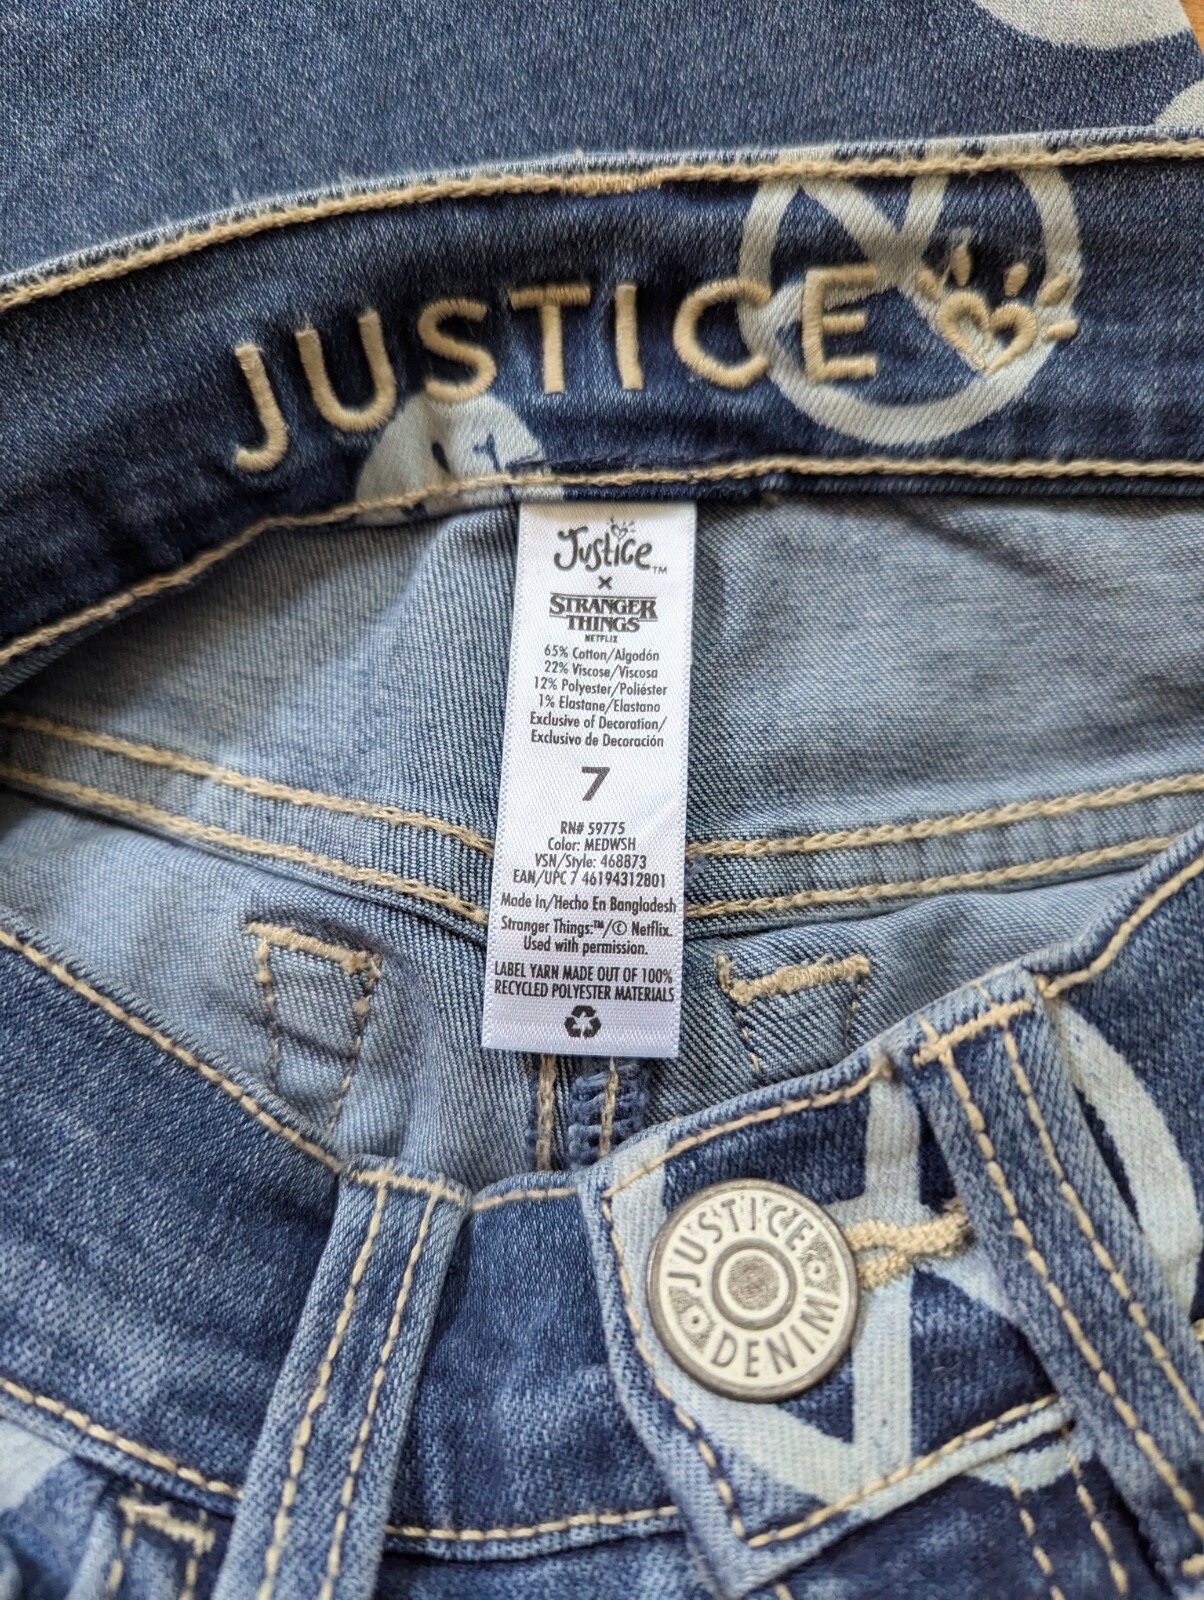 JUSTICE
Justice™
×
STRANGER
THINGS
NETFLIX
65% Cotton/Algodón
22% Viscose/Viscosa
12% Polyester/Poliéster
1% Elastane/Elastano
Exclusive of Decoration/
Exclusivo de Decoración
7
RN# 59775
Color: MEDWSH
VSN/Style: 468873
EAN/UPC 7 46194312801
Made In/Hecho En Bangladesh
Stranger Things:™/© Netflix.
Used with permission.
LABEL YARN MADE OUT OF 100%
RECYCLED POLYESTER MATERIALS
JUSTICE
DENIM